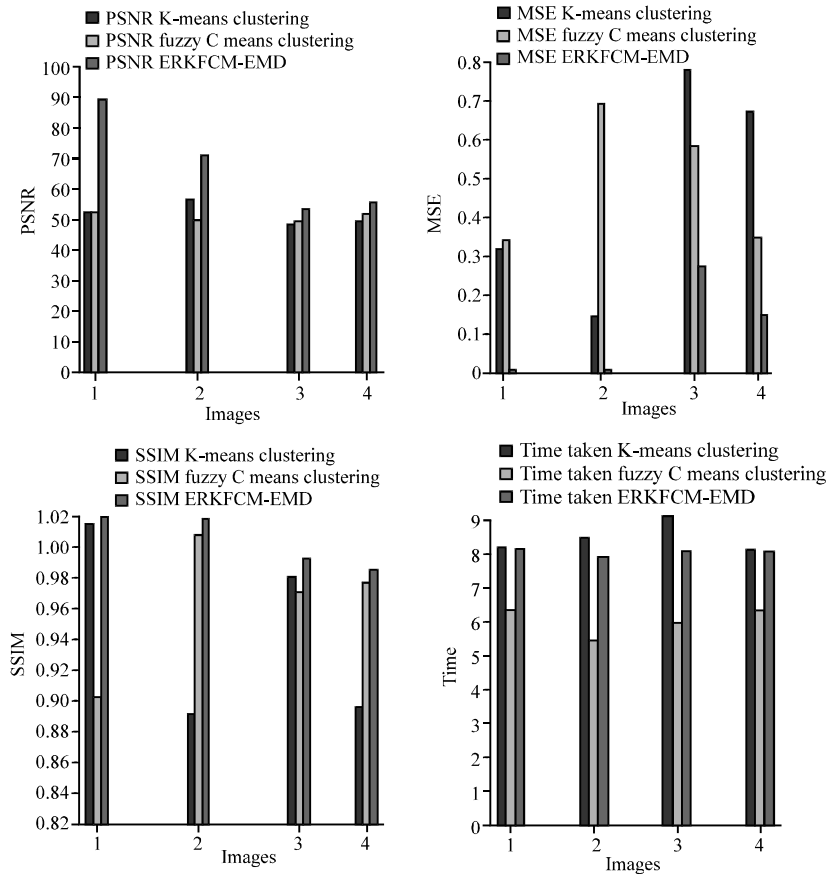 PSNR K-means clustering
PSNR fuzzy C means clustering
PSNR ERKFCM-EMD
100
90
80
70
60
50
40
30
20
10
0
PSNR
1 2 3 4
Images
MSE K-means clustering
MSE fuzzy C means clustering
MSE ERKFCM-EMD
0.8
0.7
0.6
0.5
0.4
0.3
0.2
0.1
0
MSE
1 2 3 4
Images
SSIM K-means clustering
SSIM fuzzy C means clustering
SSIM ERKFCM-EMD
1.02
1.00
0.98
0.96
0.94
0.92
0.90
0.88
0.86
0.84
0.82
SSIM
1 2 3 4
Images
Time taken K-means clustering
Time taken fuzzy C means clustering
Time taken ERKFCM-EMD
9
8
7
6
5
4
3
2
1
0
Time
1 2 3 4
Images